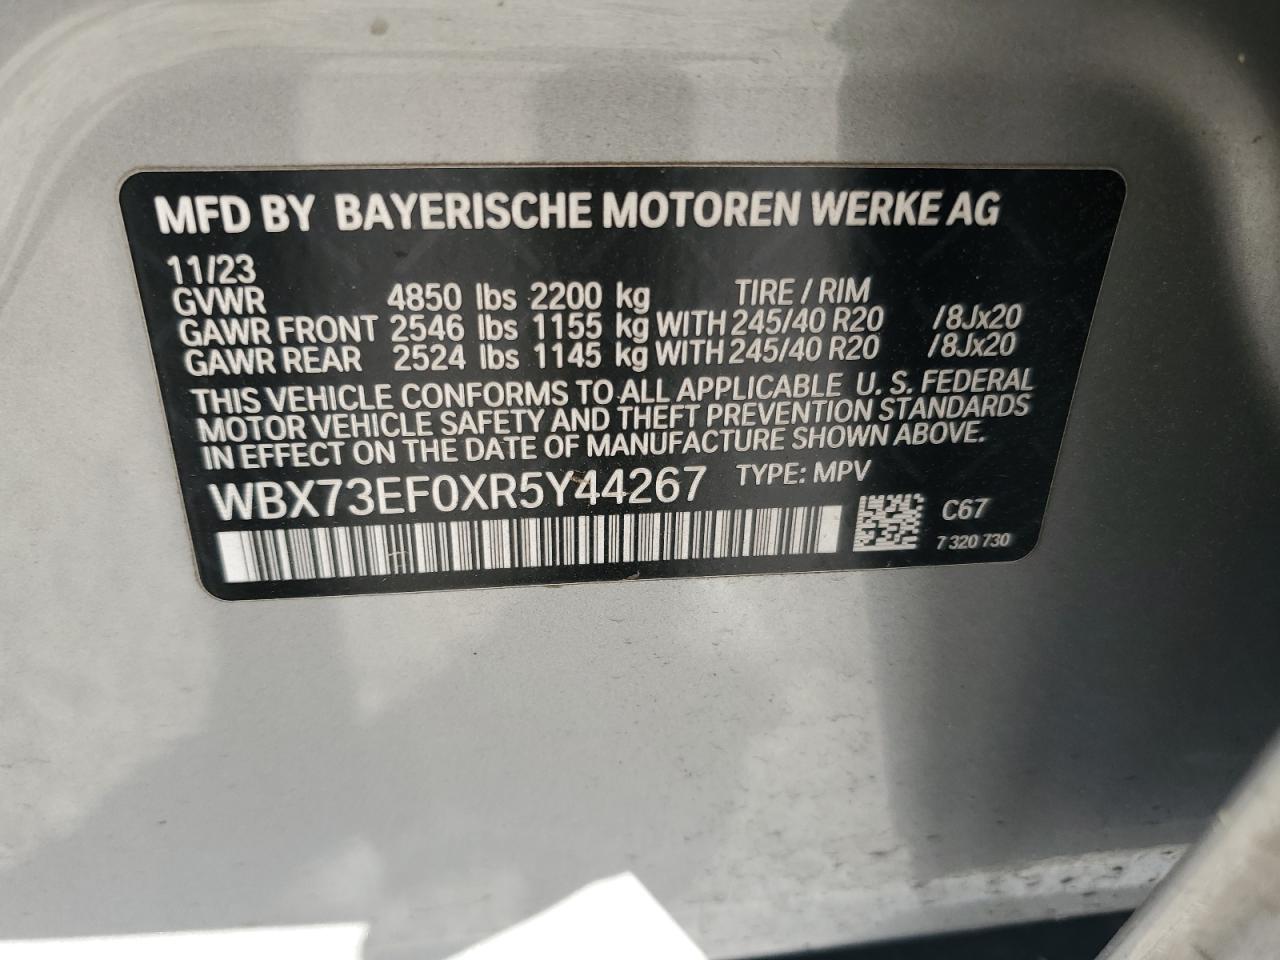 MFD BY BAYERISCHE MOTOREN WERKE AG
11/23
GVWR 4850 lbs 2200 kg TIRE / RIM
GAWR FRONT 2546 lbs 1155 kg WITH 245/40 R20 /8Jx20
GAWR REAR 2524 lbs 1145 kg WITH 245/40 R20 /8Jx20
THIS VEHICLE CONFORMS TO ALL APPLICABLE U. S. FEDERAL
MOTOR VEHICLE SAFETY AND THEFT PREVENTION STANDARDS
IN EFFECT ON THE DATE OF MANUFACTURE SHOWN ABOVE.
WBX73EF0XR5Y44267 TYPE: MPV
C67
7 320 730